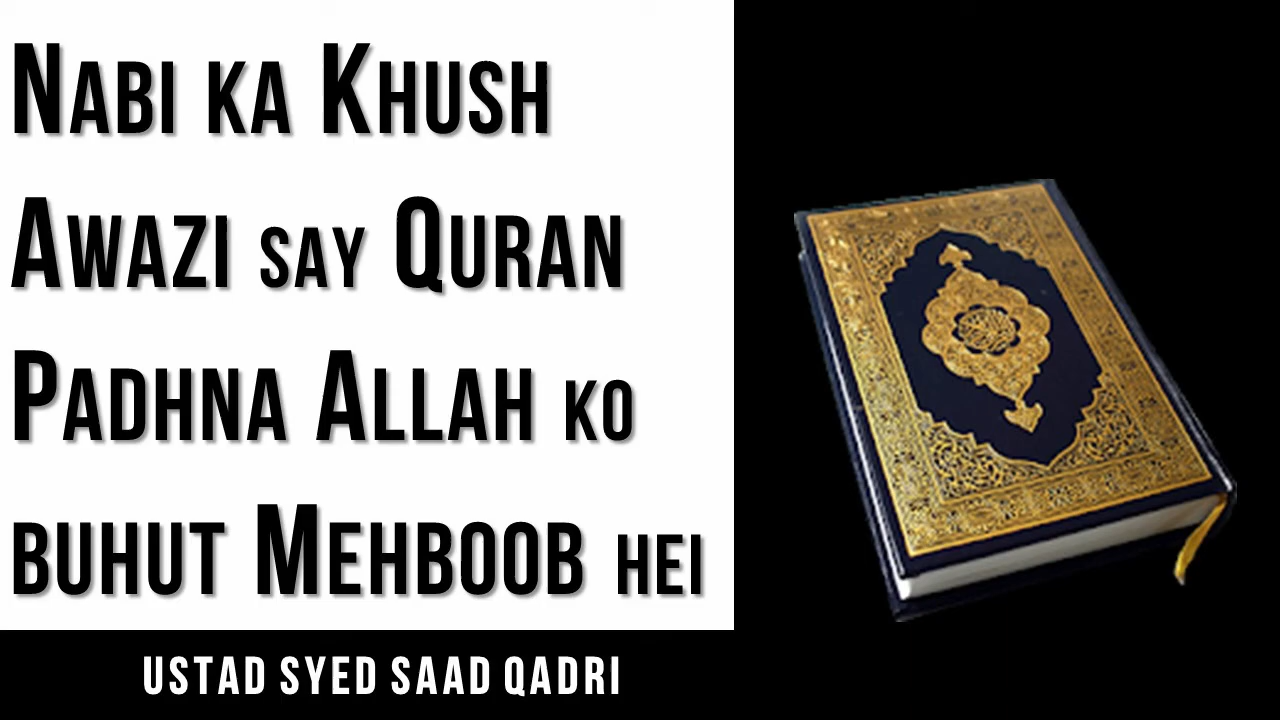 Nabi ka Khush
Awazi say Quran
Padhna Allah ko
buhut Mehboob hei
USTAD SYED SAAD QADRI